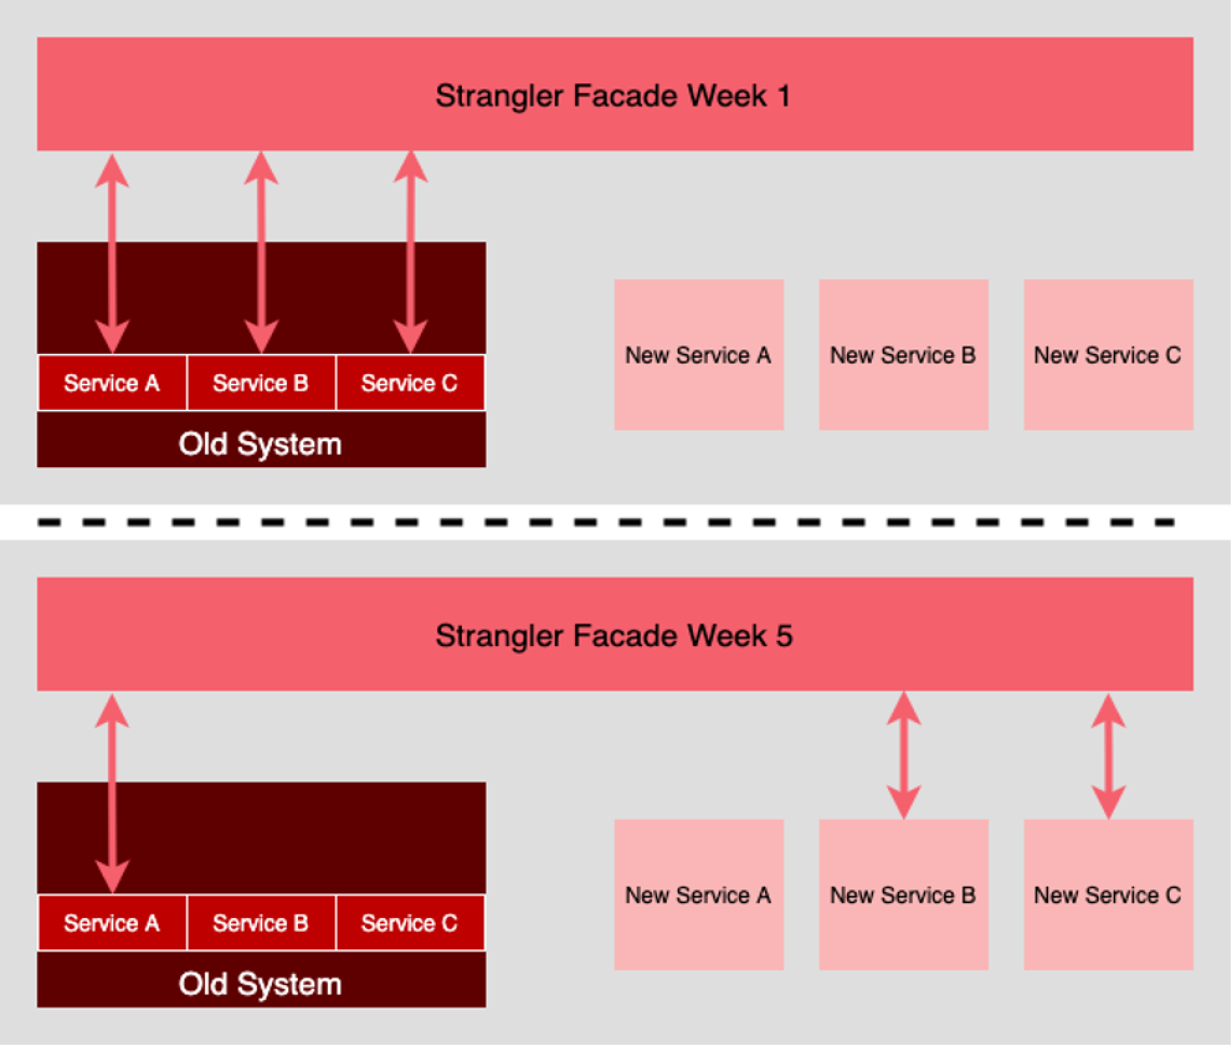 Strangler Facade Week 1
New Service A
New Service B
New Service C
Service A
Service B
Service C
Old System
Strangler Facade Week 5
New Service A
New Service B
New Service C
Service A
Service B
Service C
Old System